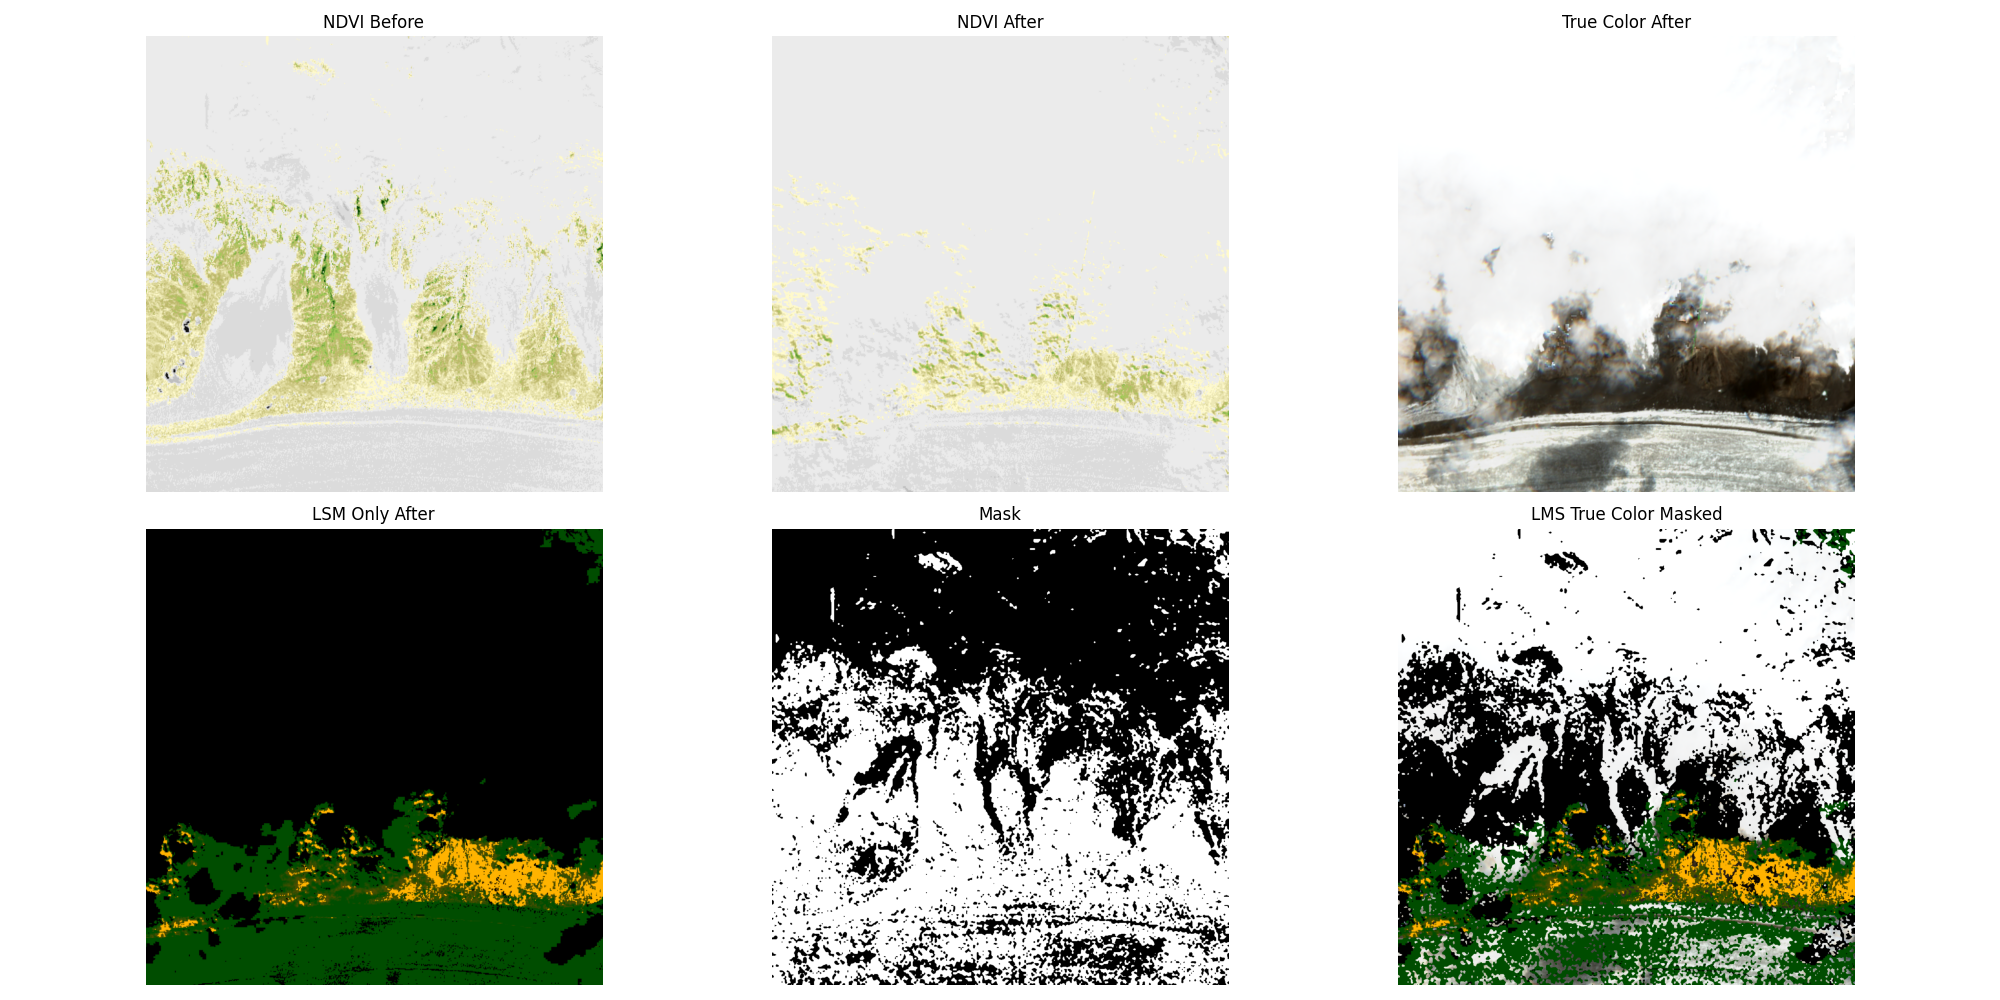 NDVI Before
NDVI After
True Color After
LSM Only After
Mask
LMS True Color Masked